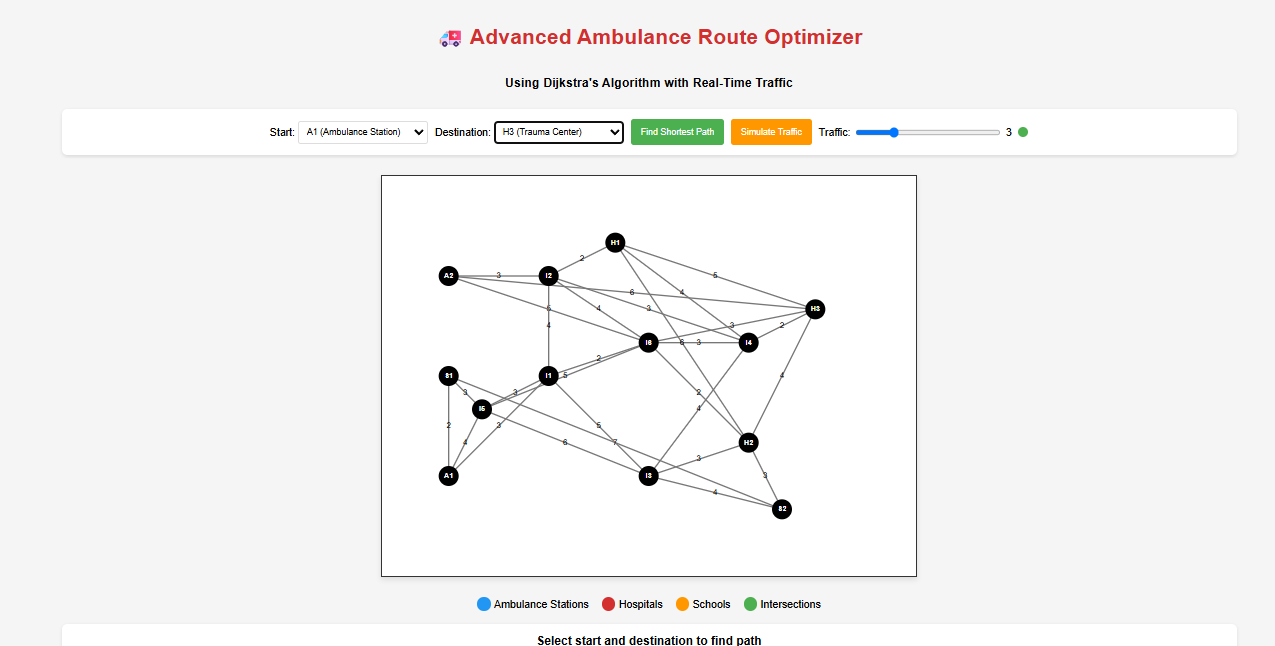 Advanced Ambulance Route Optimizer
Using Dijkstra's Algorithm with Real-Time Traffic
Start: A1 (Ambulance Station) Destination: H3 (Trauma Center) Find Shortest Path Simulate Traffic Traffic: 3
H1
2
A2 3 I2 5
6 4
5 4 3 H3
4 3 2
I6 6 3 I4
2
S1 I1 5 4
3 3 2
I5 4
2 3 5
4 6 7 H2
3
A1 I3 3
4
S2
Ambulance Stations Hospitals Schools Intersections
Select start and destination to find path